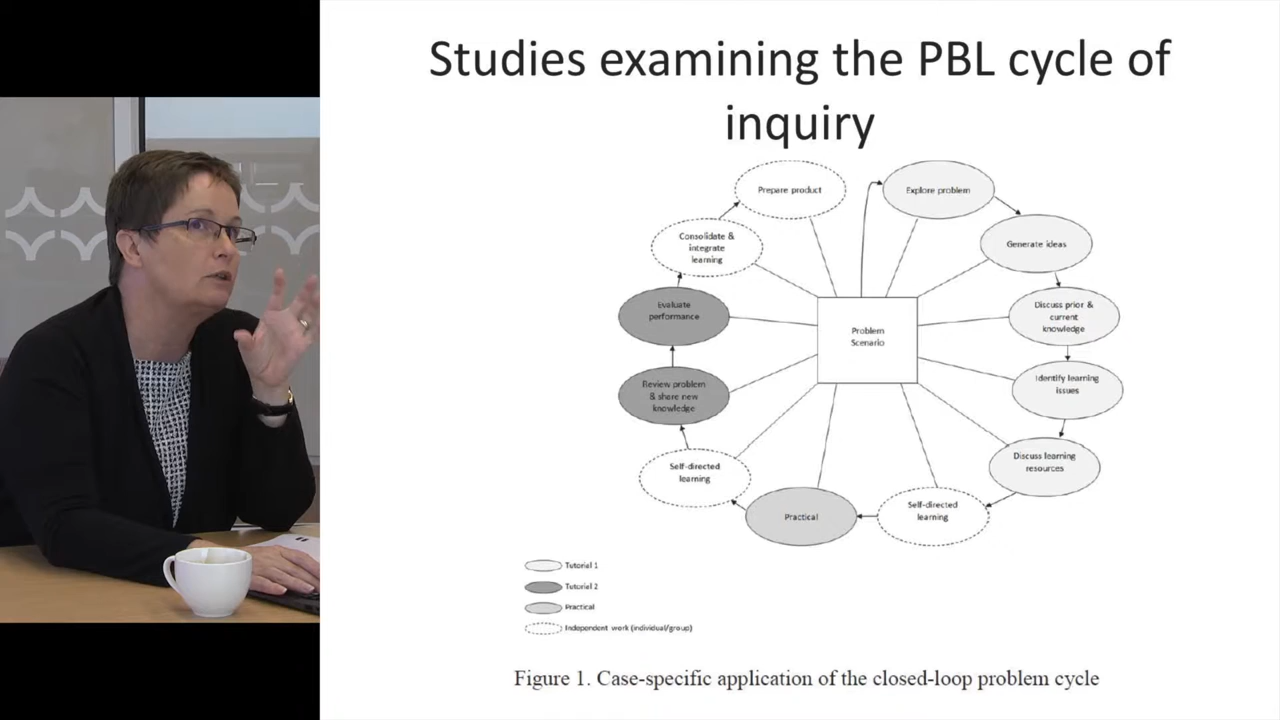 Studies examining the PBL cycle of
inquiry
Prepare product
Explore problem
Generate ideas
Discuss prior &
current
knowledge
Identify learning
issues
Discuss learning
resources
Self-directed
learning
Practical
Self-directed
learning
Review problem
& share new
knowledge
Evaluate
performance
Consolidate &
integrate
learning
Problem
Scenario
Tutorial 1
Tutorial 2
Practical
Independent work (individual/group)
Figure 1. Case-specific application of the closed-loop problem cycle